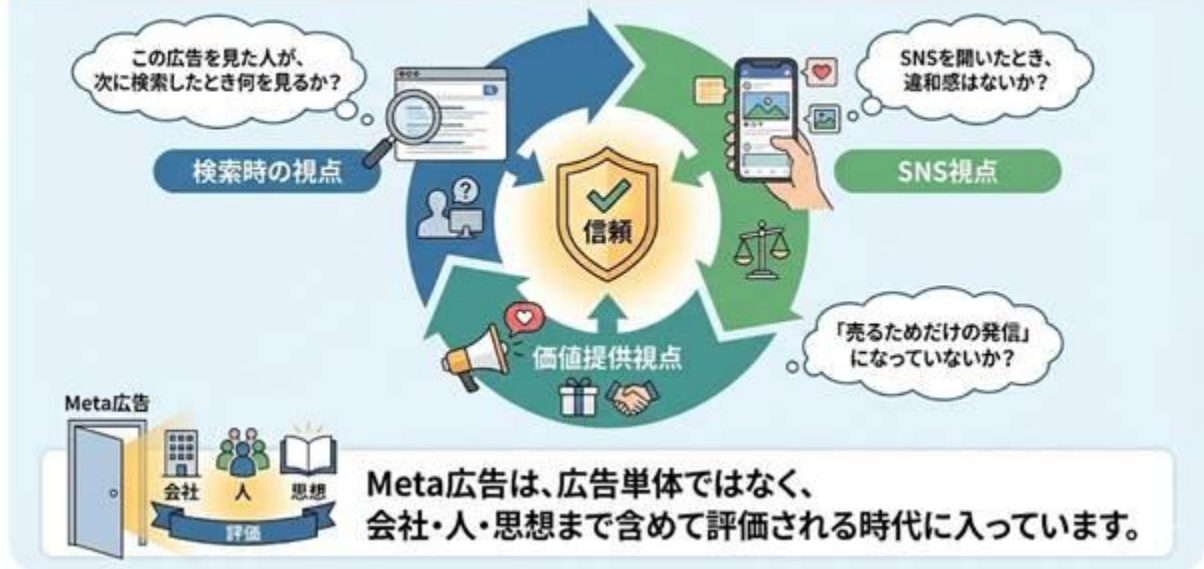 この広告を見た人が、
次に検索したとき何を見るか？
SNSを開いたとき、
違和感はないか？
検索時の視点
SNS視点
信頼
価値提供視点
「売るためだけの発信」
になっていないか？
Meta広告
会社
人
思想
評価
Meta広告は、広告単体ではなく、
会社・人・思想まで含めて評価される時代に入っています。